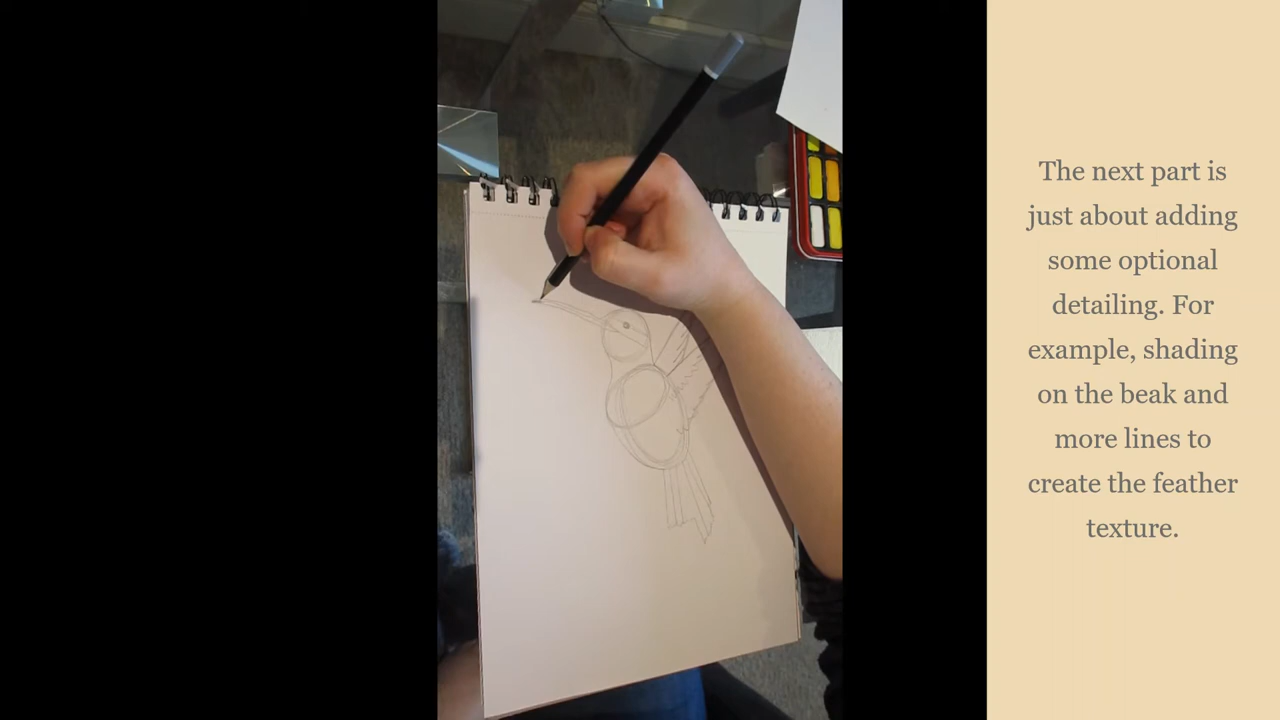 The next part is
just about adding
some optional
detailing. For
example, shading
on the beak and
more lines to
create the feather
texture.